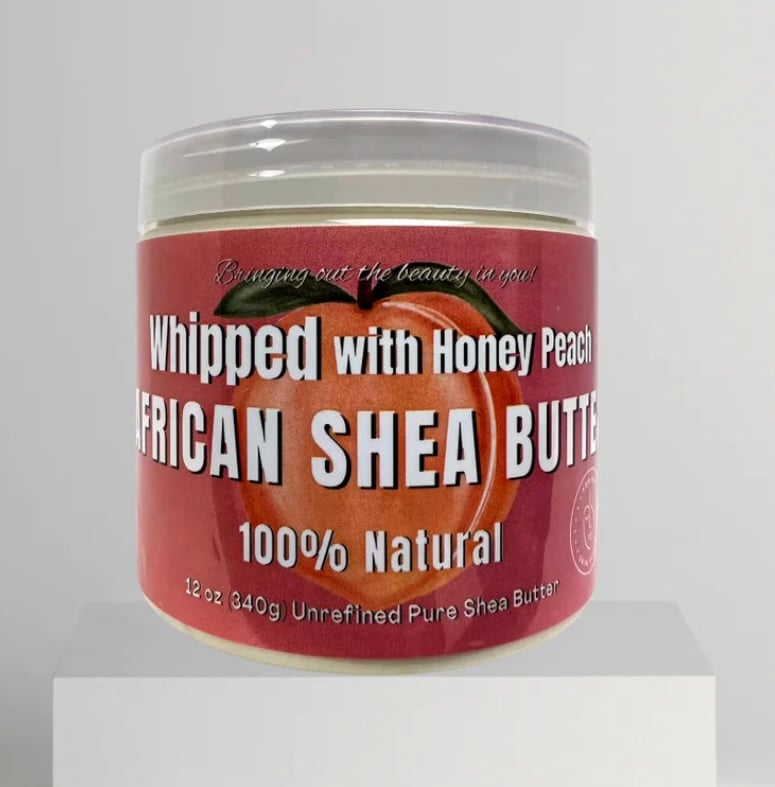 Bringing out the beauty in you!
Whipped with Honey Peach
AFRICAN SHEA BUTTE
100% Natural
12 oz (340g) Unrefined Pure Shea Butter